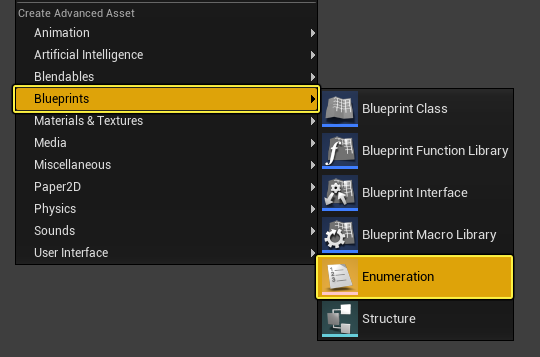 Create Advanced Asset
Animation
Artificial Intelligence
Blendables
Blueprints
Materials & Textures
Media
Miscellaneous
Paper2D
Physics
Sounds
User Interface
Blueprint Class
Blueprint Function Library
Blueprint Interface
Blueprint Macro Library
Enumeration
Structure